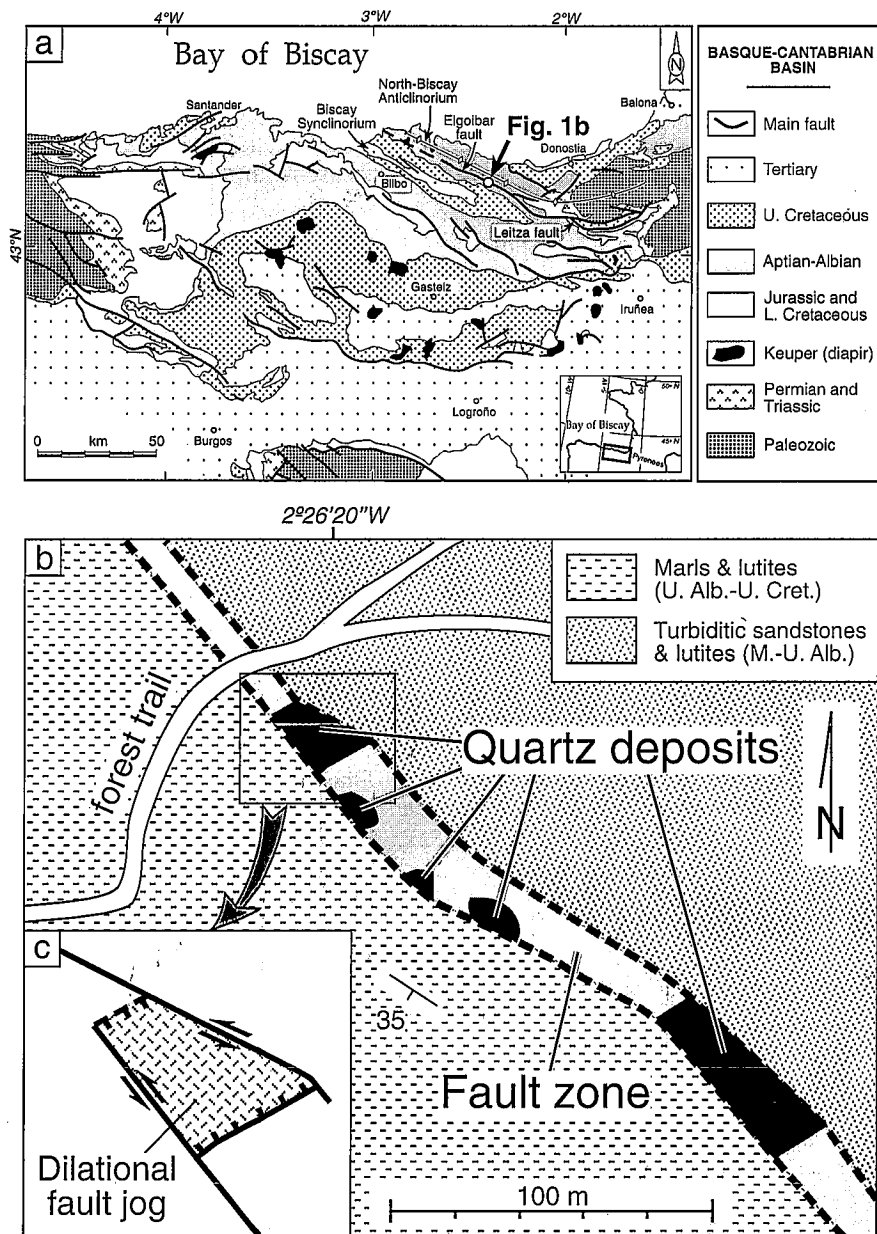 a
4°W
3°W
2°W
Bay of Biscay
N
43°N
Santander
Biscay
Synclinorium
North-Biscay
Anticlinorium
Elgoibar
fault
Fig. 1b
Baiona
Donostia
Bilbo
Leitza fault
Gasteiz
Iruñea
Logroño
Burgos
0 km 50
Bay of Biscay
Pyrenees
BASQUE-CANTABRIAN
BASIN
Main fault
Tertiary
U. Cretaceous
Aptian-Albian
Jurassic and
L. Cretaceous
Keuper (diapir)
Permian and
Triassic
Paleozoic
2º26'20"W
b
Marls & lutites
(U. Alb.-U. Cret.)
Turbiditic sandstones
& lutites (M.-U. Alb.)
forest trail
Quartz deposits
N
35
Fault zone
100 m
c
Dilational
fault jog